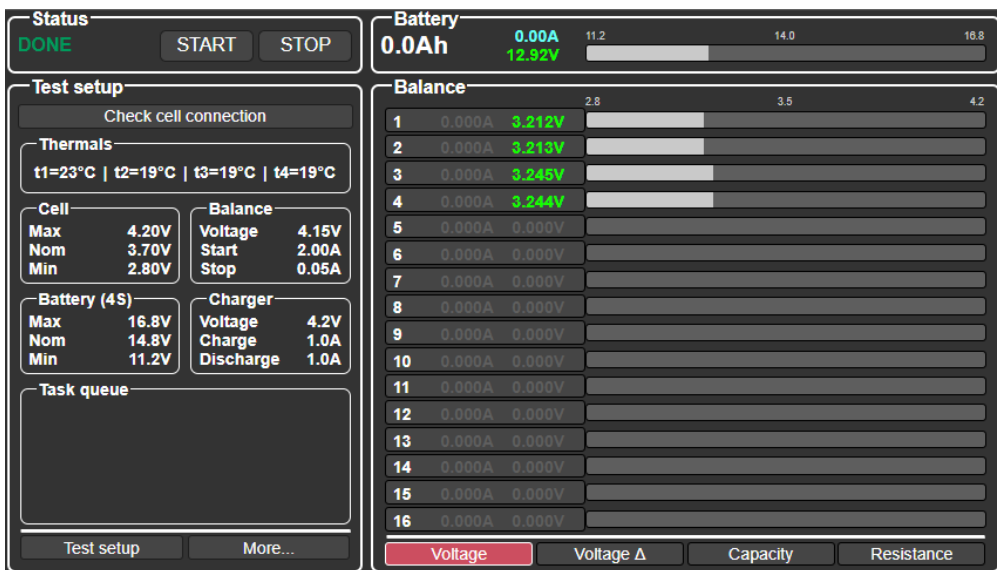 Status
DONE START STOP
Test setup
Check cell connection
Thermals
t1=23°C | t2=19°C | t3=19°C | t4=19°C
Cell
Max 4.20V
Nom 3.70V
Min 2.80V
Balance
Voltage 4.15V
Start 2.00A
Stop 0.05A
Battery (4S)
Max 16.8V
Nom 14.8V
Min 11.2V
Charger
Voltage 4.2V
Charge 1.0A
Discharge 1.0A
Task queue
Test setup More...
Battery
0.0Ah 0.00A 12.92V
11.2 14.0 16.8
Balance
2.8 3.5 4.2
1 0.000A 3.212V
2 0.000A 3.213V
3 0.000A 3.245V
4 0.000A 3.244V
5 0.000A 0.000V
6 0.000A 0.000V
7 0.000A 0.000V
8 0.000A 0.000V
9 0.000A 0.000V
10 0.000A 0.000V
11 0.000A 0.000V
12 0.000A 0.000V
13 0.000A 0.000V
14 0.000A 0.000V
15 0.000A 0.000V
16 0.000A 0.000V
Voltage Voltage Δ Capacity Resistance